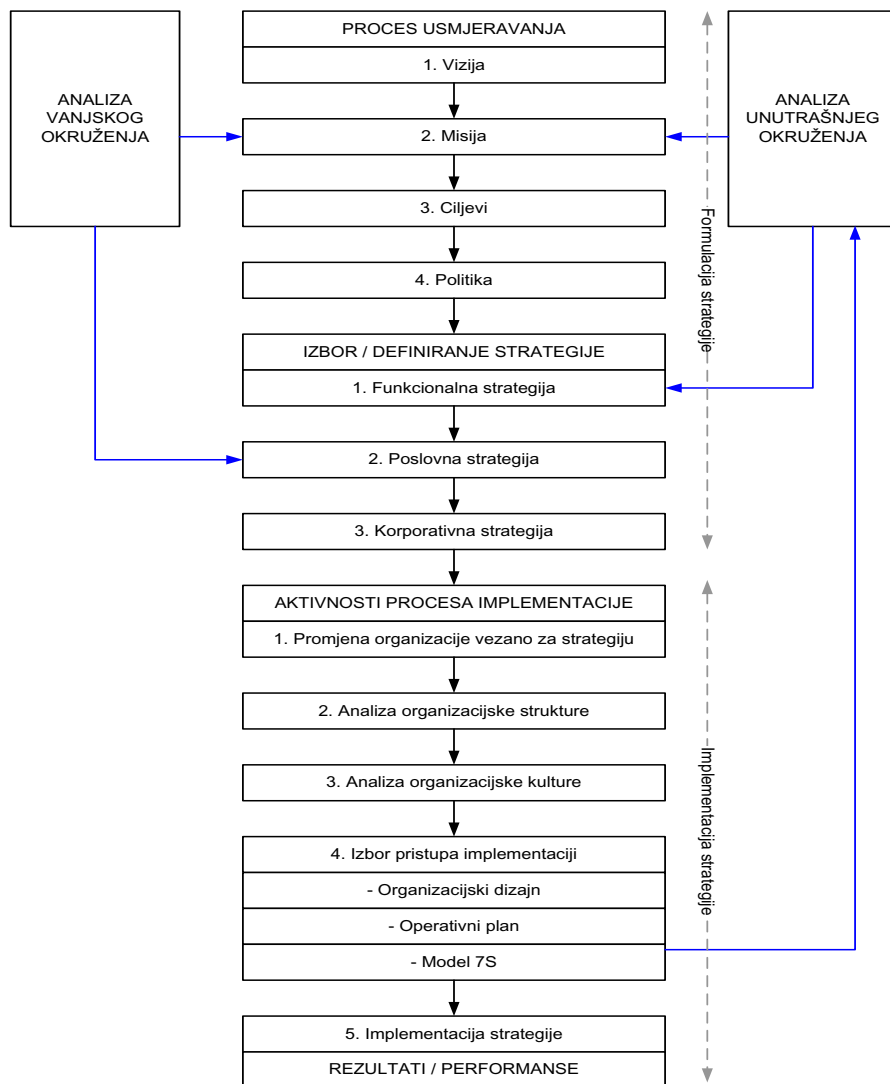 PROCES USMJERAVANJA
1. Vizija
ANALIZA
VANJSKOG
OKRUŽENJA
ANALIZA
UNUTRAŠNJEG
OKRUŽENJA
2. Misija
3. Ciljevi
4. Politika
Formulacija strategije
IZBOR / DEFINIRANJE STRATEGIJE
1. Funkcionalna strategija
2. Poslovna strategija
3. Korporativna strategija
AKTIVNOSTI PROCESA IMPLEMENTACIJE
1. Promjena organizacije vezano za strategiju
2. Analiza organizacijske strukture
3. Analiza organizacijske kulture
Implementacija strategije
4. Izbor pristupa implementaciji
- Organizacijski dizajn
- Operativni plan
- Model 7S
5. Implementacija strategije
REZULTATI / PERFORMANSE